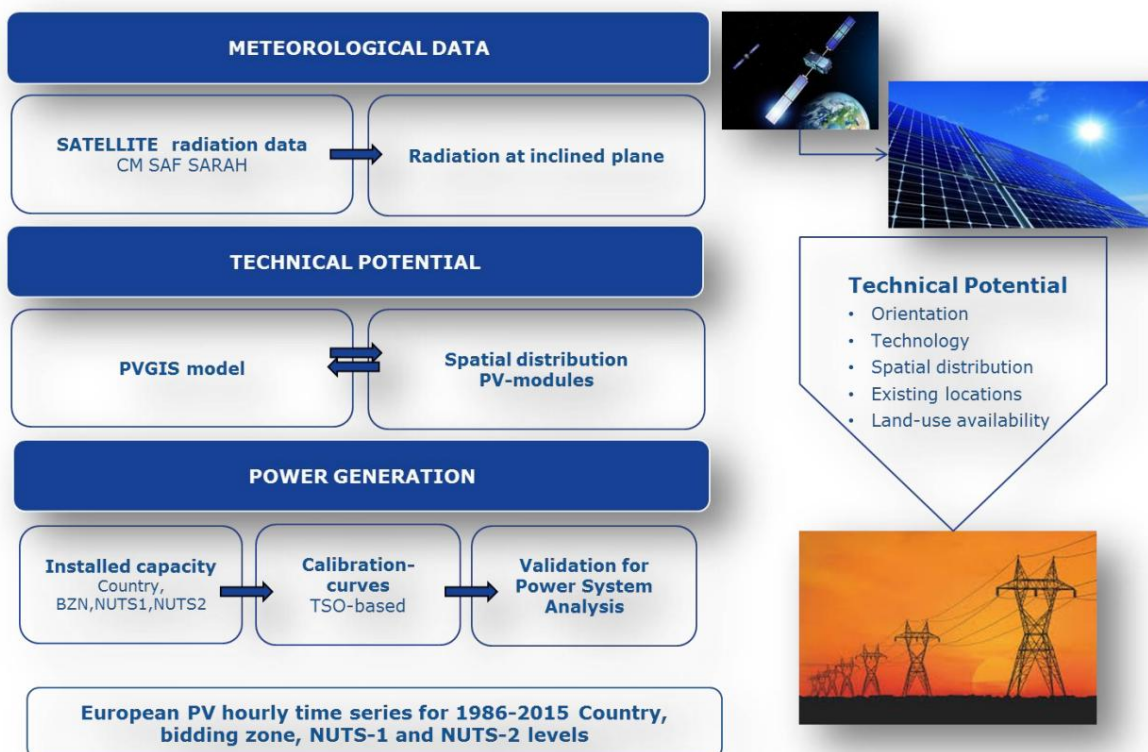 METEOROLOGICAL DATA
SATELLITE radiation data
CM SAF SARAH
Radiation at inclined plane
TECHNICAL POTENTIAL
PVGIS model
Spatial distribution
PV-modules
POWER GENERATION
Installed capacity
Country,
BZN,NUTS1,NUTS2
Calibration-
curves
TSO-based
Validation for
Power System
Analysis
European PV hourly time series for 1986-2015 Country,
bidding zone, NUTS-1 and NUTS-2 levels
Technical Potential
• Orientation
• Technology
• Spatial distribution
• Existing locations
• Land-use availability